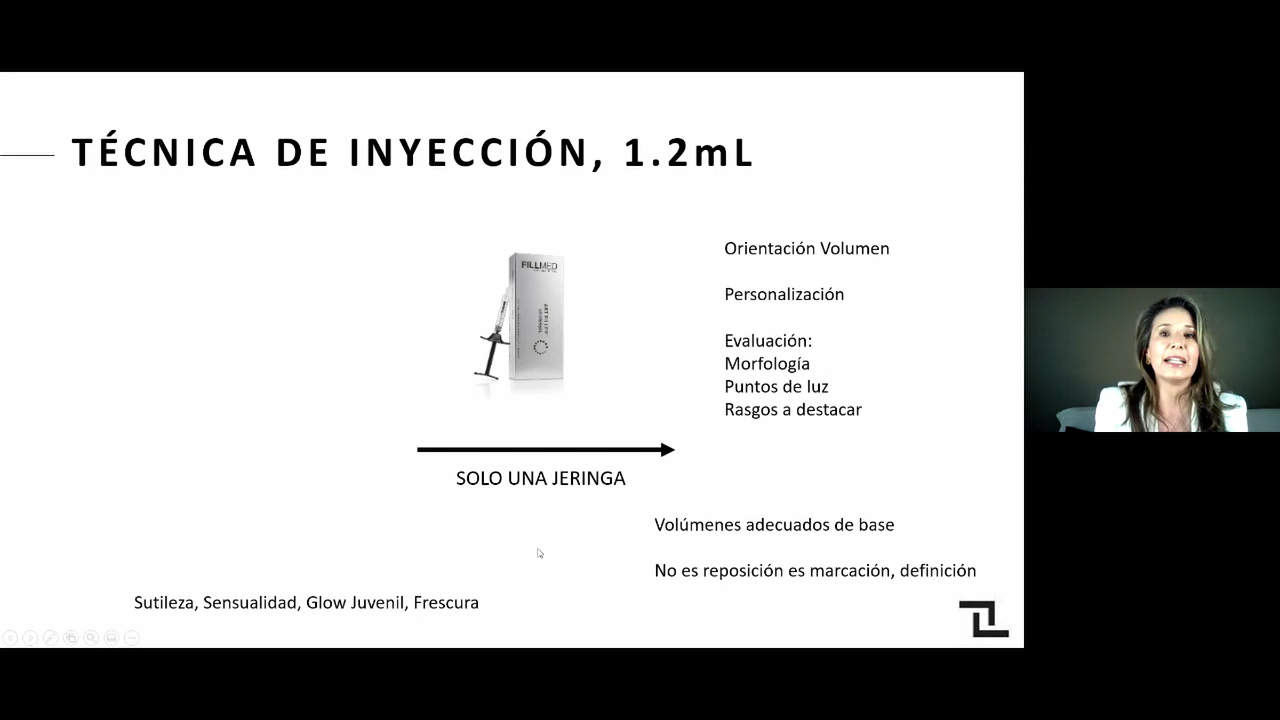 TÉCNICA DE INYECCIÓN, 1.2mL
FILLMED
Orientación Volumen
Personalización
Evaluación:
Morfología
Puntos de luz
Rasgos a destacar
SOLO UNA JERINGA
Volúmenes adecuados de base
No es reposición es marcación, definición
Sutileza, Sensualidad, Glow Juvenil, Frescura